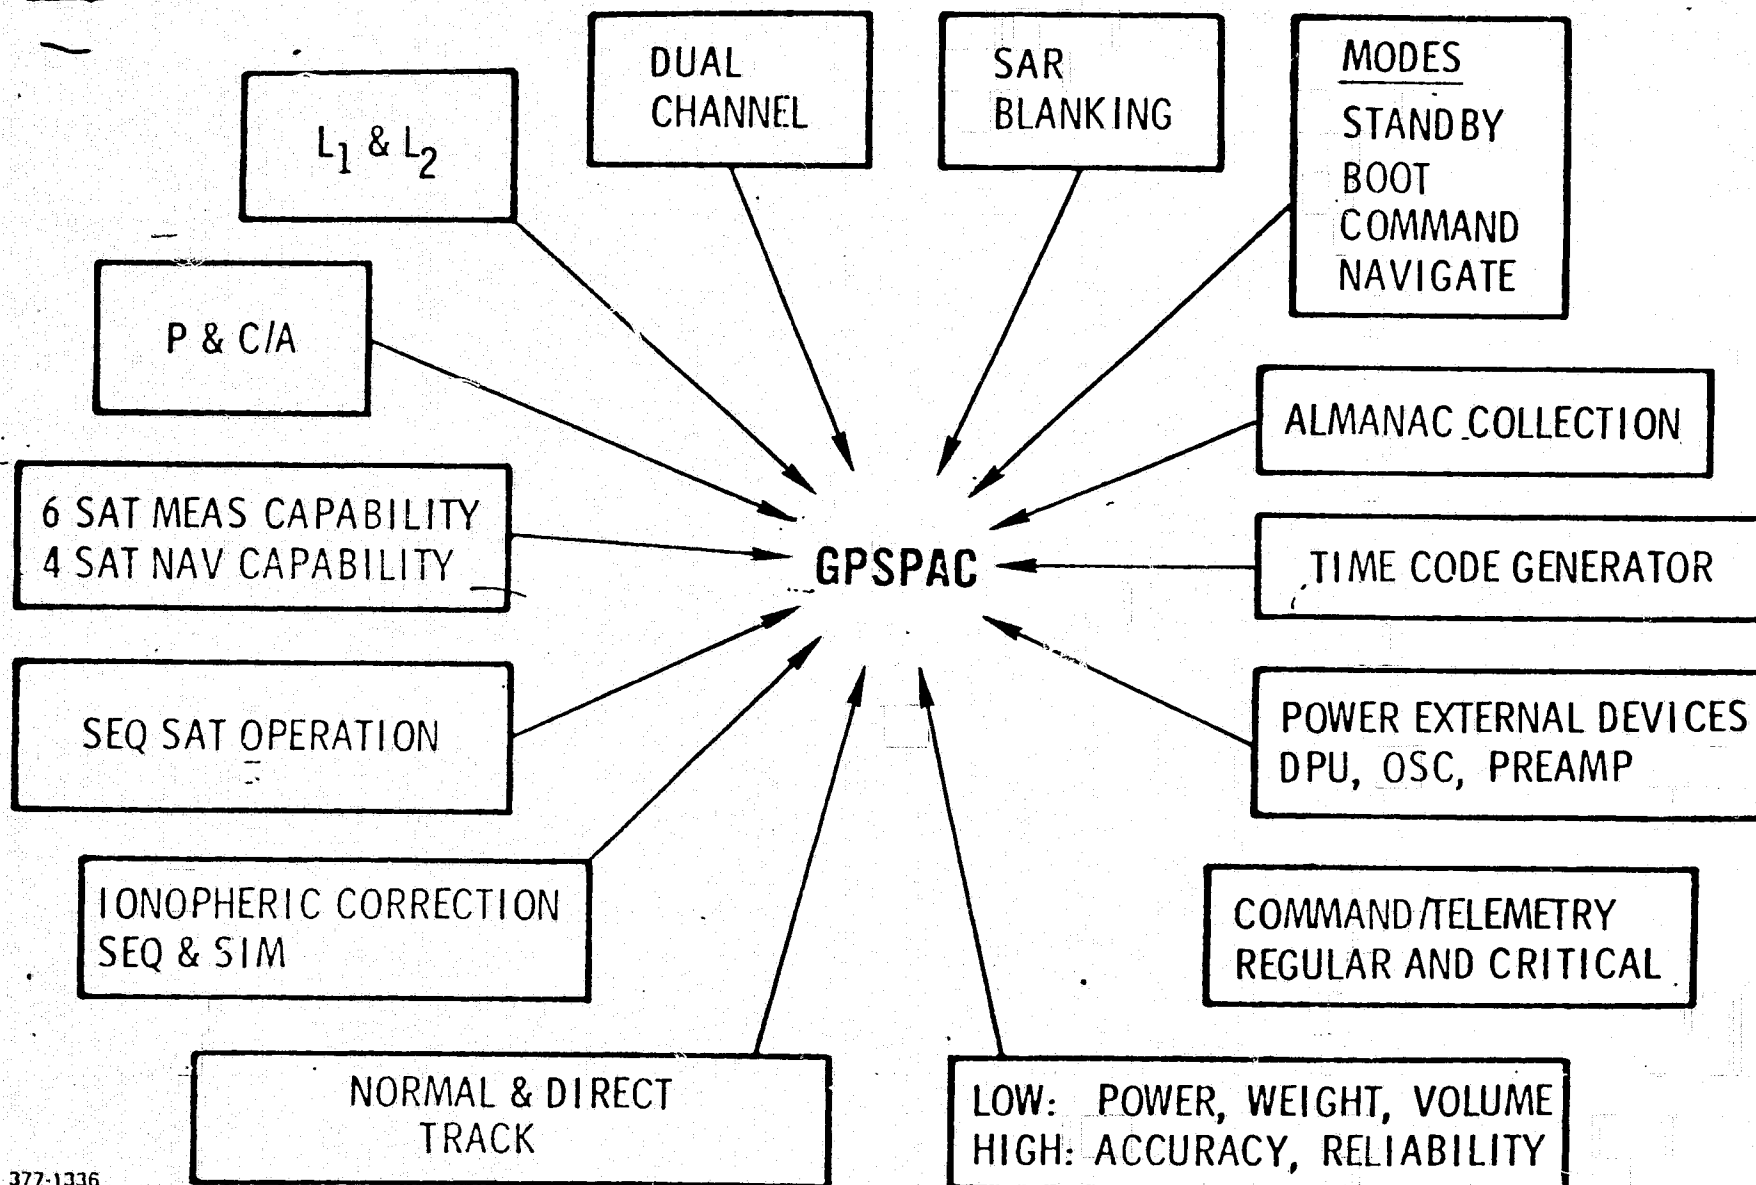 DUAL
CHANNEL
SAR
BLANKING
MODES
STANDBY
BOOT
COMMAND
NAVIGATE
L1 & L2
P & C/A
ALMANAC COLLECTION
6 SAT MEAS CAPABILITY
4 SAT NAV CAPABILITY
GPSPAC
TIME CODE GENERATOR
SEQ SAT OPERATION
POWER EXTERNAL DEVICES
DPU, OSC, PREAMP
IONOPHERIC CORRECTION
SEQ & SIM
COMMAND/TELEMETRY
REGULAR AND CRITICAL
NORMAL & DIRECT
TRACK
LOW: POWER, WEIGHT, VOLUME
HIGH: ACCURACY, RELIABILITY
377-1336